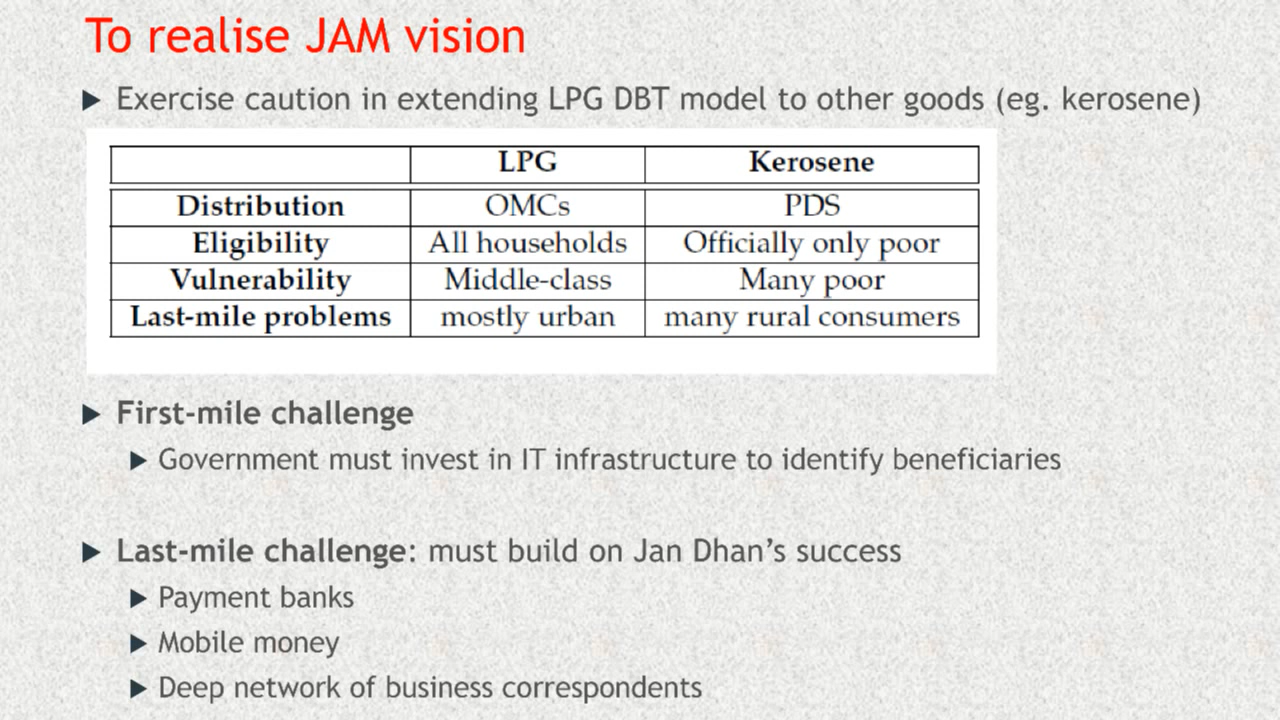 To realise JAM vision
Exercise caution in extending LPG DBT model to other goods (eg. kerosene)
LPG Kerosene
Distribution OMCs PDS
Eligibility All households Officially only poor
Vulnerability Middle-class Many poor
Last-mile problems mostly urban many rural consumers
First-mile challenge
Government must invest in IT infrastructure to identify beneficiaries
Last-mile challenge: must build on Jan Dhan’s success
Payment banks
Mobile money
Deep network of business correspondents